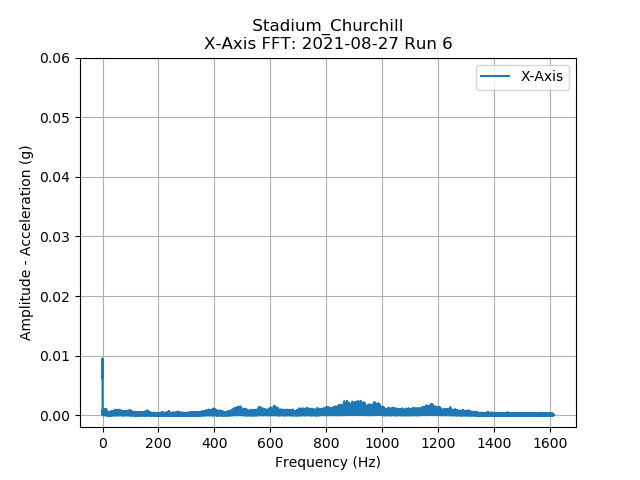 Stadium_Churchill
X-Axis FFT: 2021-08-27 Run 6
X-Axis
0.06
0.05
0.04
0.03
0.02
0.01
0.00
Amplitude - Acceleration (g)
0 200 400 600 800 1000 1200 1400 1600
Frequency (Hz)